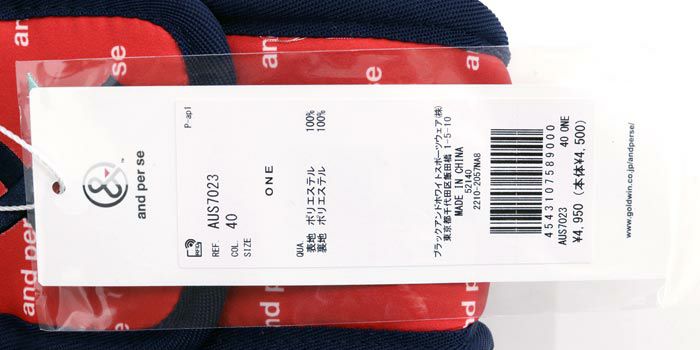 and per se
and per se
and per se
P-ap1
REF. AUS7023
COL. 40
SIZE ONE
QUA. 表地 ポリエステル 100%
裏地 ポリエステル 100%
ブラックアンドホワイトスポーツウェア(株)
東京都千代田区飯田橋 1-5-10
MADE IN CHINA
52140
2210-2057NA8
4543107589000
AUS7023 40 ONE
¥4,950 (本体¥4,500)
www.goldwin.co.jp/andperse/